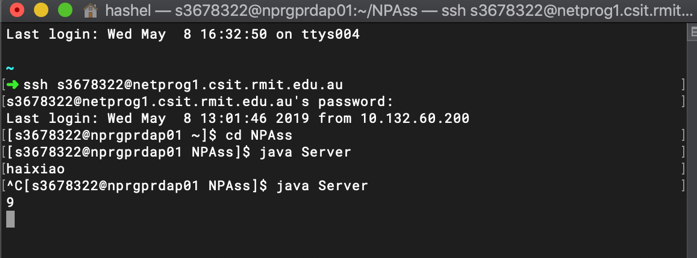 hashel — s3678322@nprgprdap01:~/NPAss — ssh s3678322@netprog1.csit.rmit...
Last login: Wed May  8 16:32:50 on ttys004
~
➜ ssh s3678322@netprog1.csit.rmit.edu.au
[s3678322@netprog1.csit.rmit.edu.au's password: ]
Last login: Wed May  8 13:01:46 2019 from 10.132.60.200
[[s3678322@nprgprdap01 ~]$ cd NPAss ]
[[s3678322@nprgprdap01 NPAss]$ java Server ]
[haixiao ]
[^C[s3678322@nprgprdap01 NPAss]$ java Server ]
9